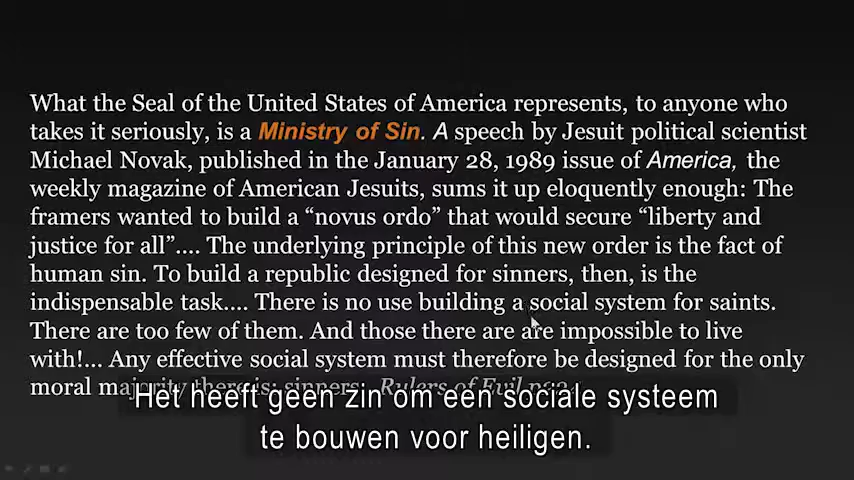 What the Seal of the United States of America represents, to anyone who
takes it seriously, is a Ministry of Sin. A speech by Jesuit political scientist
Michael Novak, published in the January 28, 1989 issue of America, the
weekly magazine of American Jesuits, sums it up eloquently enough: The
framers wanted to build a “novus ordo” that would secure “liberty and
justice for all”.... The underlying principle of this new order is the fact of
human sin. To build a republic designed for sinners, then, is the
indispensable task.... There is no use building a social system for saints.
There are too few of them. And those there are are impossible to live
with!... Any effective social system must therefore be designed for the only
moral majority there is: sinners. Rulers of Evil
Het heeft geen zin om een sociale systeem
te bouwen voor heiligen.